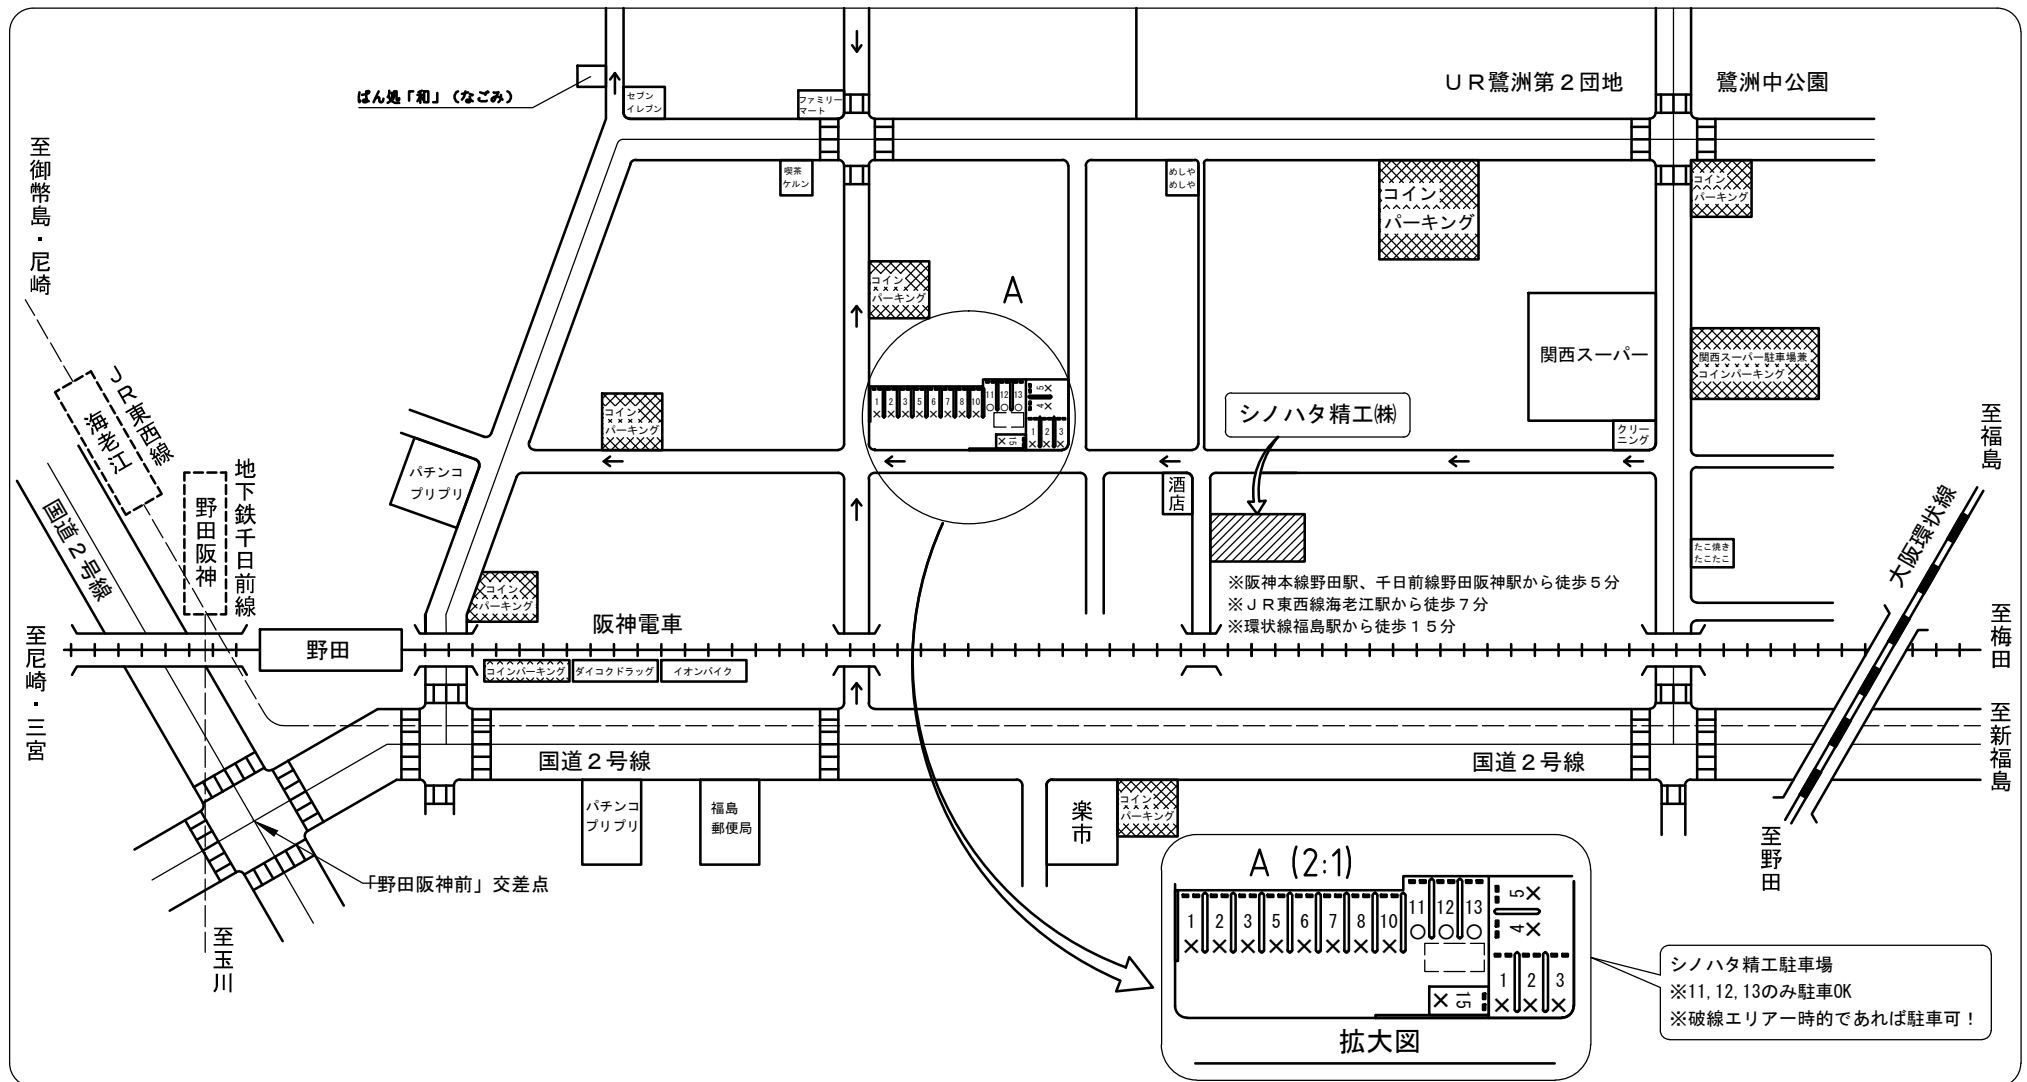 ぱん処「和」（なごみ）
セブン
イレブン
ファミリー
マート
ＵＲ鷺洲第２団地
鷺洲中公園
至御幣島・尼崎
喫茶
ケルン
めしや
めしや
コイン
パーキング
コイン
パーキング
コイン
パーキング
A
関西スーパー
関西スーパー駐車場兼
コインパーキング
ＪＲ東西線
海老江
コイン
パーキング
1 2 3 5 6 7 8 10 11 12 13
× × × × × × × × ○ ○ ○
5×
4×
×15
1 2 3
× × ×
シノハタ精工㈱
クリー
ニング
至福島
パチンコ
プリプリ
酒店
地下鉄千日前線
野田阪神
国道２号線
大阪環状線
たこ焼き
たこたこ
コイン
パーキング
※阪神本線野田駅、千日前線野田阪神駅から徒歩５分
※ＪＲ東西線海老江駅から徒歩７分
※環状線福島駅から徒歩１５分
阪神電車
至尼崎・三宮
野田
至梅田
コインパーキング
ダイコクドラッグ
イオンバイク
至新福島
国道２号線
国道２号線
パチンコ
プリプリ
福島
郵便局
楽市
コイン
パーキング
至野田
「野田阪神前」交差点
至玉川
A (2:1)
1 2 3 5 6 7 8 10 11 12 13
× × × × × × × × ○ ○ ○
5×
4×
×15
1 2 3
× × ×
拡大図
シノハタ精工駐車場
※11,12,13のみ駐車OK
※破線エリアー時的であれば駐車可！